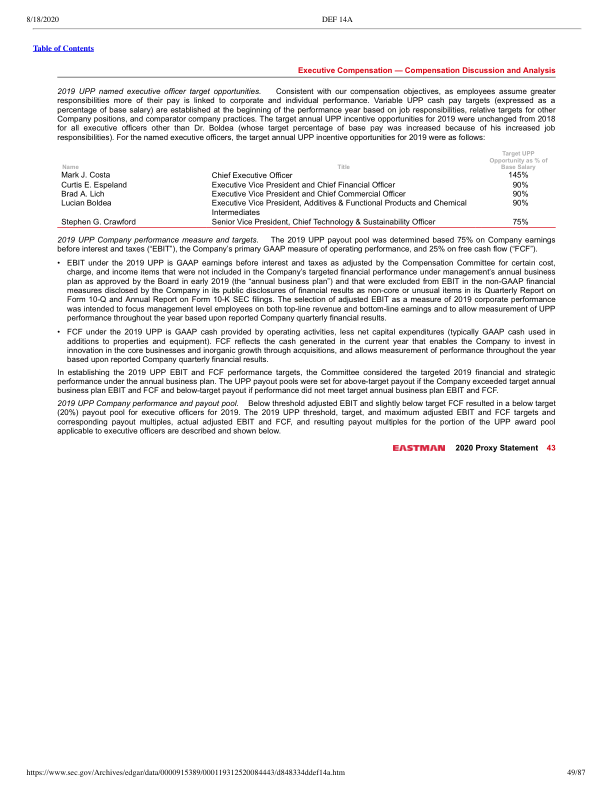 8/18/2020 DEF 14A
Table of Contents
Executive Compensation — Compensation Discussion and Analysis
2019 UPP named executive officer target opportunities. Consistent with our compensation objectives, as employees assume greater
responsibilities more of their pay is linked to corporate and individual performance. Variable UPP cash pay targets (expressed as a
percentage of base salary) are established at the beginning of the performance year based on job responsibilities, relative targets for other
Company positions, and comparator company practices. The target annual UPP incentive opportunities for 2019 were unchanged from 2018
for all executive officers other than Dr. Boldea (whose target percentage of base pay was increased because of his increased job
responsibilities). For the named executive officers, the target annual UPP incentive opportunities for 2019 were as follows:
Name Title Target UPP
Opportunity as % of
Base Salary
Mark J. Costa Chief Executive Officer 145%
Curtis E. Espeland Executive Vice President and Chief Financial Officer 90%
Brad A. Lich Executive Vice President and Chief Commercial Officer 90%
Lucian Boldea Executive Vice President, Additives & Functional Products and Chemical 90%
Intermediates
Stephen G. Crawford Senior Vice President, Chief Technology & Sustainability Officer 75%
2019 UPP Company performance measure and targets. The 2019 UPP payout pool was determined based 75% on Company earnings
before interest and taxes ("EBIT"), the Company's primary GAAP measure of operating performance, and 25% on free cash flow ("FCF").
• EBIT under the 2019 UPP is GAAP earnings before interest and taxes as adjusted by the Compensation Committee for certain cost,
charge, and income items that were not included in the Company's targeted financial performance under management's annual business
plan as approved by the Board in early 2019 (the "annual business plan") and that were excluded from EBIT in the non-GAAP financial
measures disclosed by the Company in its public disclosures of financial results as non-core or unusual items in its Quarterly Report on
Form 10-Q and Annual Report on Form 10-K SEC filings. The selection of adjusted EBIT as a measure of 2019 corporate performance
was intended to focus management level employees on both top-line revenue and bottom-line earnings and to allow measurement of UPP
performance throughout the year based upon reported Company quarterly financial results.
• FCF under the 2019 UPP is GAAP cash provided by operating activities, less net capital expenditures (typically GAAP cash used in
additions to properties and equipment). FCF reflects the cash generated in the current year that enables the Company to invest in
innovation in the core businesses and inorganic growth through acquisitions, and allows measurement of performance throughout the year
based upon reported Company quarterly financial results.
In establishing the 2019 UPP EBIT and FCF performance targets, the Committee considered the targeted 2019 financial and strategic
performance under the annual business plan. The UPP payout pools were set for above-target payout if the Company exceeded target annual
business plan EBIT and FCF and below-target payout if performance did not meet target annual business plan EBIT and FCF.
2019 UPP Company performance and payout pool. Below threshold adjusted EBIT and slightly below target FCF resulted in a below target
(20%) payout pool for executive officers for 2019. The 2019 UPP threshold, target, and maximum adjusted EBIT and FCF targets and
corresponding payout multiples, actual adjusted EBIT and FCF, and resulting payout multiples for the portion of the UPP award pool
applicable to executive officers are described and shown below.
EASTMAN 2020 Proxy Statement 43
https://www.sec.gov/Archives/edgar/data/0000915389/000119312520084443/d848334ddef14a.htm 49/87